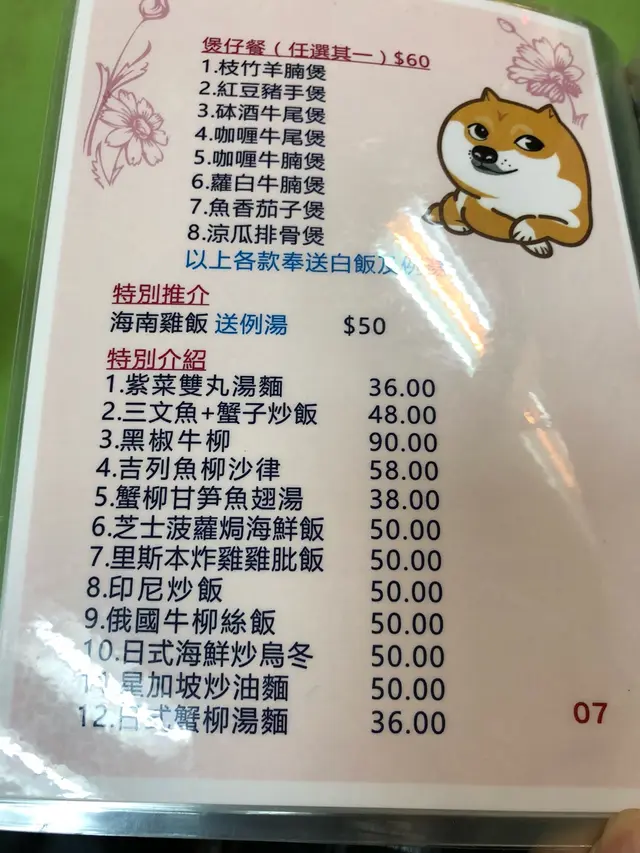 煲仔餐（任選其一）$60
1.枝竹羊腩煲
2.紅豆豬手煲
3.砵酒牛尾煲
4.咖喱牛尾煲
5.咖喱牛腩煲
6.蘿白牛腩煲
7.魚香茄子煲
8.涼瓜排骨煲
以上各款奉送白飯及例湯
特別推介
海南雞飯 送例湯 $50
特別介紹
1.紫菜雙丸湯麵 36.00
2.三文魚+蟹子炒飯 48.00
3.黑椒牛柳 90.00
4.吉列魚柳沙律 58.00
5.蟹柳甘笋魚翅湯 38.00
6.芝士菠蘿焗海鮮飯 50.00
7.里斯本炸雞雞肶飯 50.00
8.印尼炒飯 50.00
9.俄國牛柳絲飯 50.00
10.日式海鮮炒烏冬 50.00
11.星加坡炒油麵 50.00
12.日式蟹柳湯麵 36.00
07